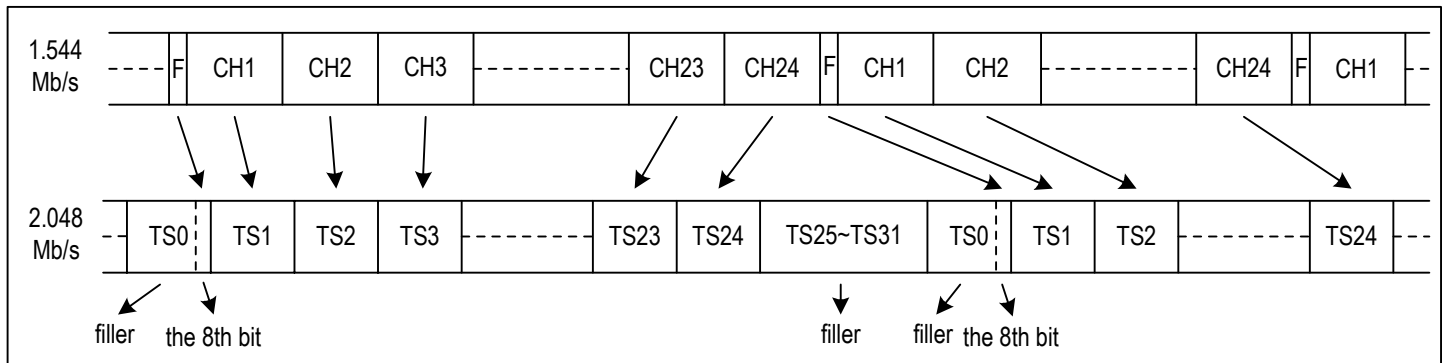 1.544
Mb/s
F CH1 CH2 CH3 CH23 CH24 F CH1 CH2 CH24 F CH1
2.048
Mb/s
TS0 TS1 TS2 TS3 TS23 TS24 TS25~TS31 TS0 TS1 TS2 TS24
filler the 8th bit filler filler the 8th bit